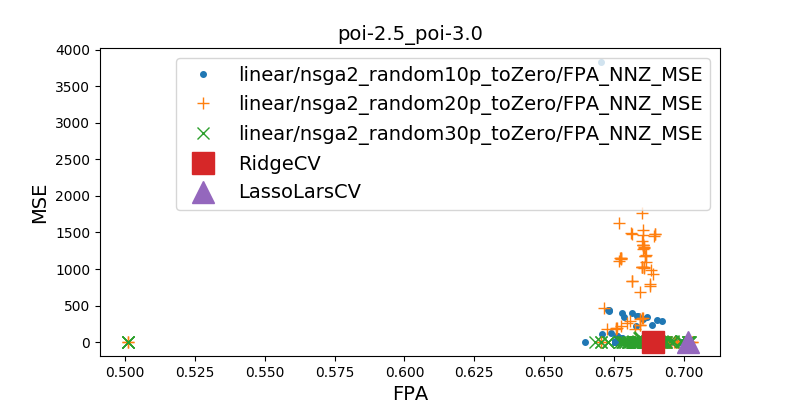 poi-2.5_poi-3.0
4000
3500
3000
2500
2000
1500
1000
500
0
MSE
linear/nsga2_random10p_toZero/FPA_NNZ_MSE
linear/nsga2_random20p_toZero/FPA_NNZ_MSE
linear/nsga2_random30p_toZero/FPA_NNZ_MSE
RidgeCV
LassoLarsCV
0.500 0.525 0.550 0.575 0.600 0.625 0.650 0.675 0.700
FPA